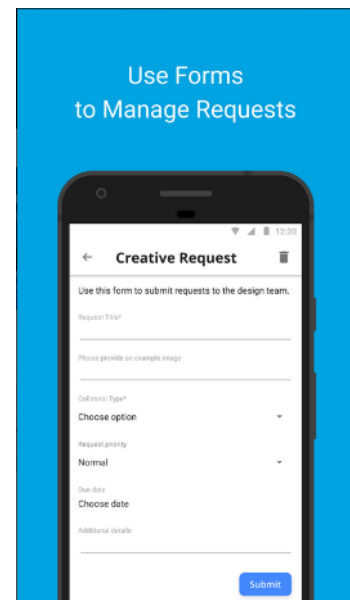 Use Forms
to Manage Requests
12:30
Creative Request
Use this form to submit requests to the design team.
Request Title*
Please provide an example image
Collateral Type*
Choose option
Request priority
Normal
Due date
Choose date
Additional details
Submit